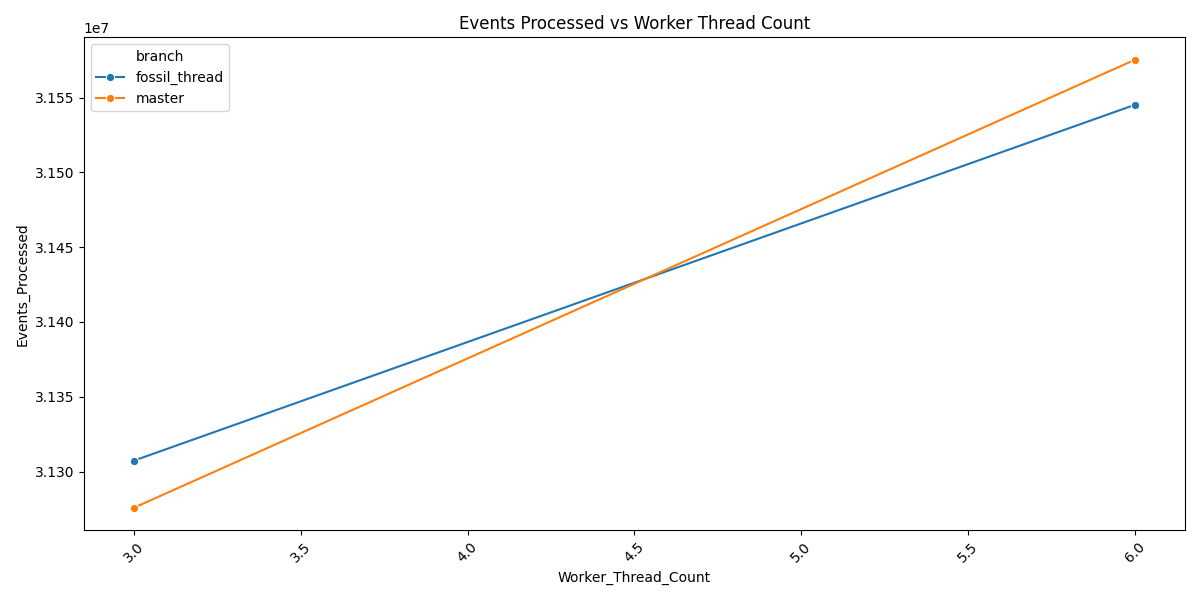 Events Processed vs Worker Thread Count
1e7
branch
fossil_thread
master
3.155
3.150
3.145
3.140
3.135
3.130
Events_Processed
3.0
3.5
4.0
4.5
5.0
5.5
6.0
Worker_Thread_Count